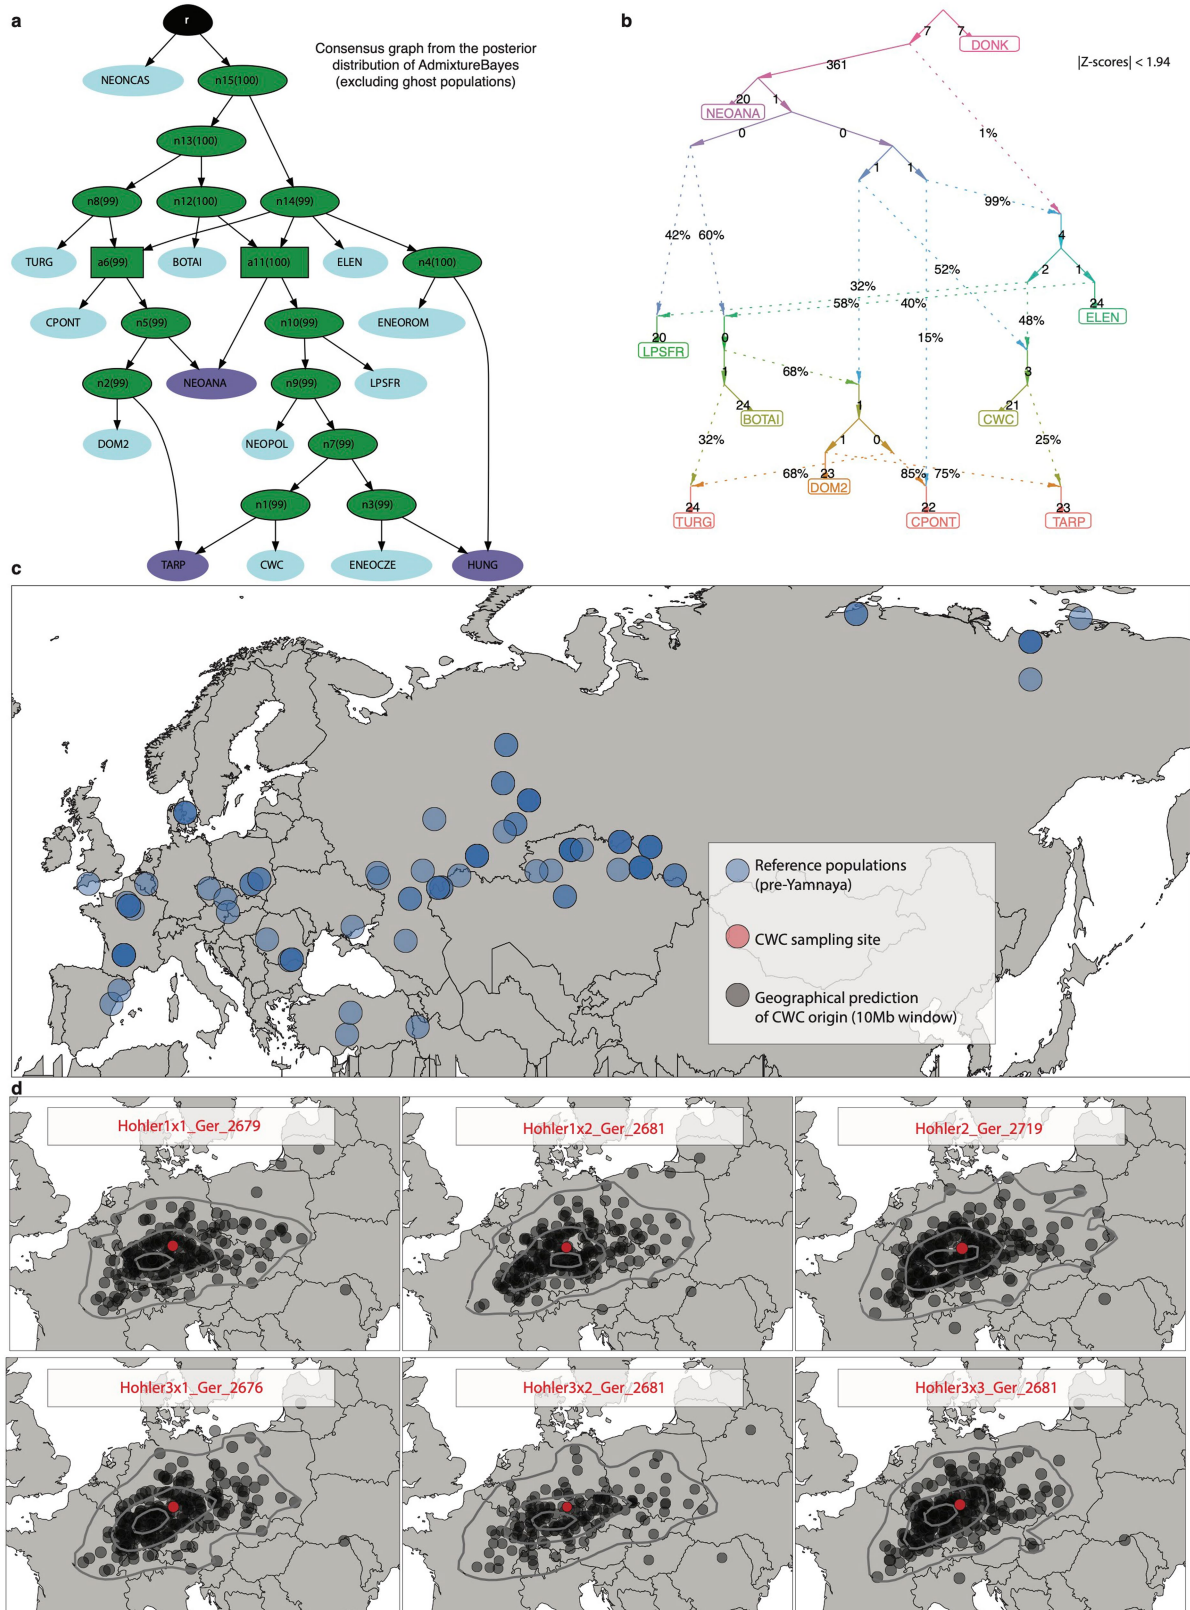 a
r
Consensus graph from the posterior
distribution of AdmixtureBayes
(excluding ghost populations)
NEONCAS
n15(100)
n13(100)
n8(99)
n12(100)
n14(99)
TURG
a6(99)
BOTAI
a11(100)
ELEN
n4(100)
CPONT
n5(99)
n10(99)
ENEOROM
n2(99)
NEOANA
n9(99)
LPSFR
DOM2
NEOPOL
n7(99)
n1(99)
n3(99)
TARP
CWC
ENEOCZE
HUNG
b
7
7
DONK
|Z-scores| < 1.94
361
20
1
NEOANA
0
0
1%
1
1
99%
42%
60%
4
52%
2
1
32%
58%
40%
24
ELEN
48%
20
0
15%
LPSFR
68%
1
3
24
BOTAI
1
21
CWC
32%
1
0
25%
68%
23
85%
75%
DOM2
24
22
23
TURG
CPONT
TARP
c
Reference populations
(pre-Yamnaya)
CWC sampling site
Geographical prediction
of CWC origin (10Mb window)
d
Hohler1x1_Ger_2679
Hohler1x2_Ger_2681
Hohler2_Ger_2719
Hohler3x1_Ger_2676
Hohler3x2_Ger_2681
Hohler3x3_Ger_2681